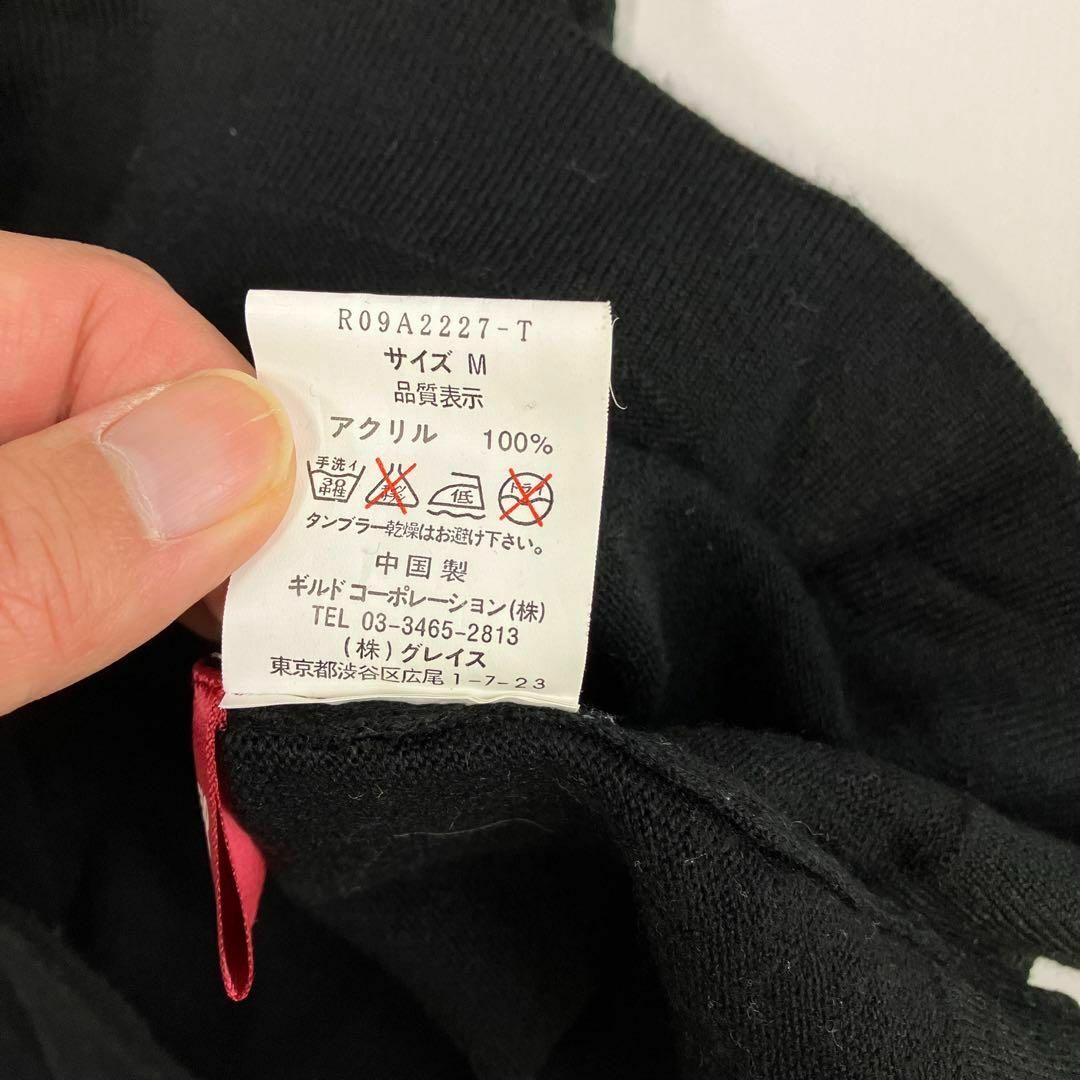 R09A2227-T
サイズ M
品質表示
アクリル 100%
手洗イ 30 中性 低 ドライ
タンブラー乾燥はお避け下さい。
中国製
ギルドコーポレーション(株)
TEL 03-3465-2813
(株)グレイス
東京都渋谷区広尾1-7-23